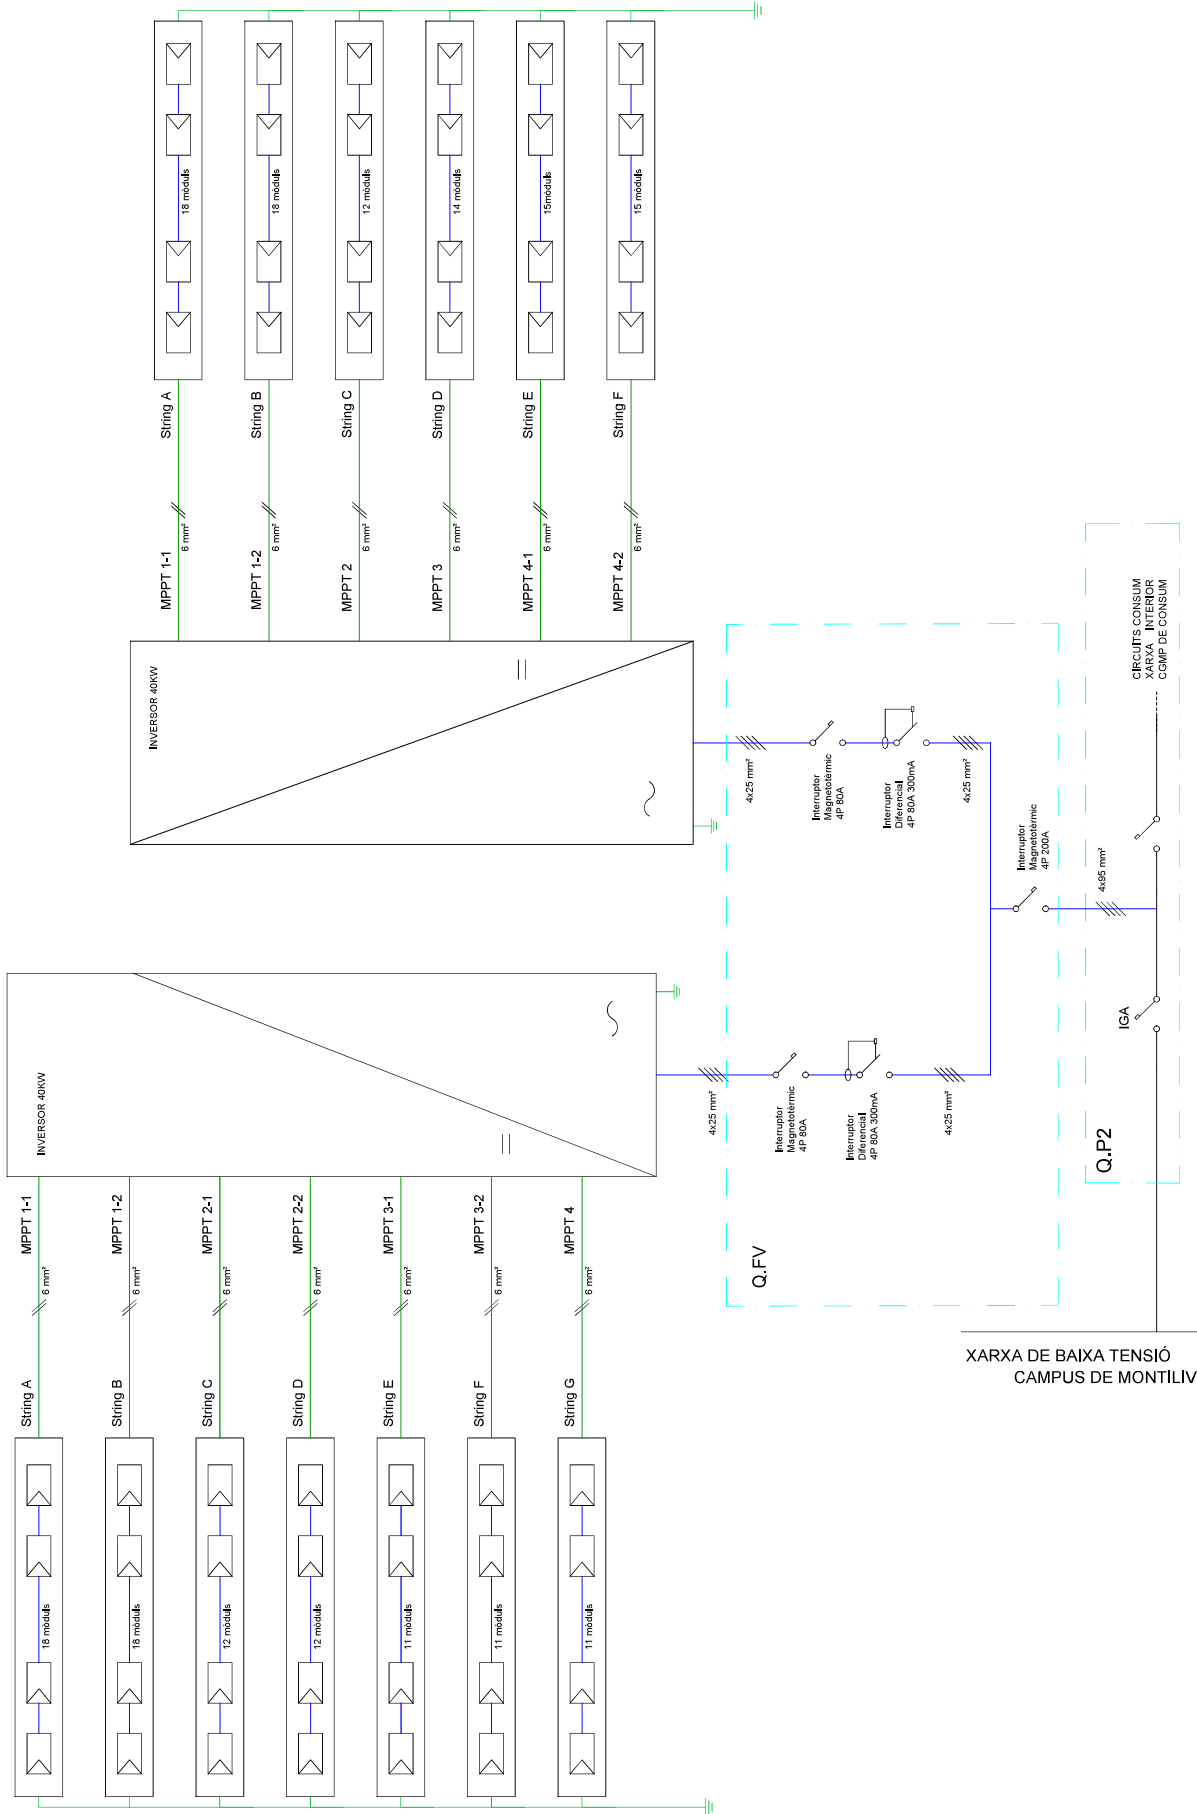 18 mòduls
18 mòduls
12 mòduls
14 mòduls
15mòduls
15 mòduls
String A
String B
String C
String D
String E
String F
6 mm²
6 mm²
6 mm²
6 mm²
6 mm²
6 mm²
MPPT 1-1
MPPT 1-2
MPPT 2
MPPT 3
MPPT 4-1
MPPT 4-2
INVERSOR 40KW
4x25 mm²
Interruptor
Magnetotèrmic
4P 80A
Interruptor
Diferencial
4P 80A 300mA
4x25 mm²
Interruptor
Magnetotèrmic
4P 200A
4x95 mm²
CIRCUÍTS CONSUM
XARXA INTERIOR
CGMP DE CONSUM
IGA
Q.P2
INVERSOR 40KW
4x25 mm²
Interruptor
Magnetotèrmic
4P 80A
Interruptor
Diferencial
4P 80A 300mA
4x25 mm²
Q.FV
MPPT 1-1
MPPT 1-2
MPPT 2-1
MPPT 2-2
MPPT 3-1
MPPT 3-2
MPPT 4
6 mm²
6 mm²
6 mm²
6 mm²
6 mm²
6 mm²
6 mm²
String A
String B
String C
String D
String E
String F
String G
18 mòduls
18 mòduls
12 mòduls
12 mòduls
11 mòduls
11 mòduls
11 mòduls
XARXA DE BAIXA TENSIÓ
CAMPUS DE MONTILIV